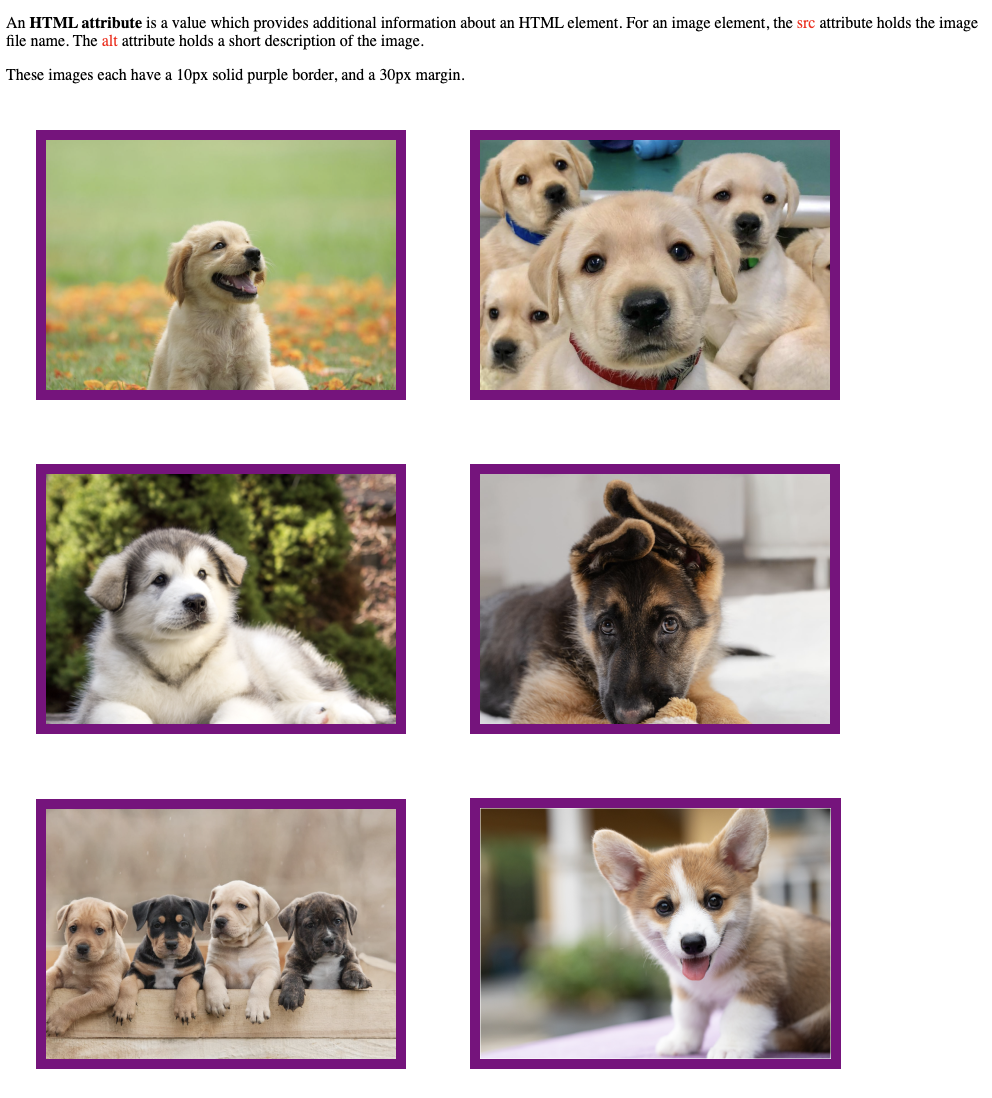 An HTML attribute is a value which provides additional information about an HTML element. For an image element, the src attribute holds the image
file name. The alt attribute holds a short description of the image.
These images each have a 10px solid purple border, and a 30px margin.